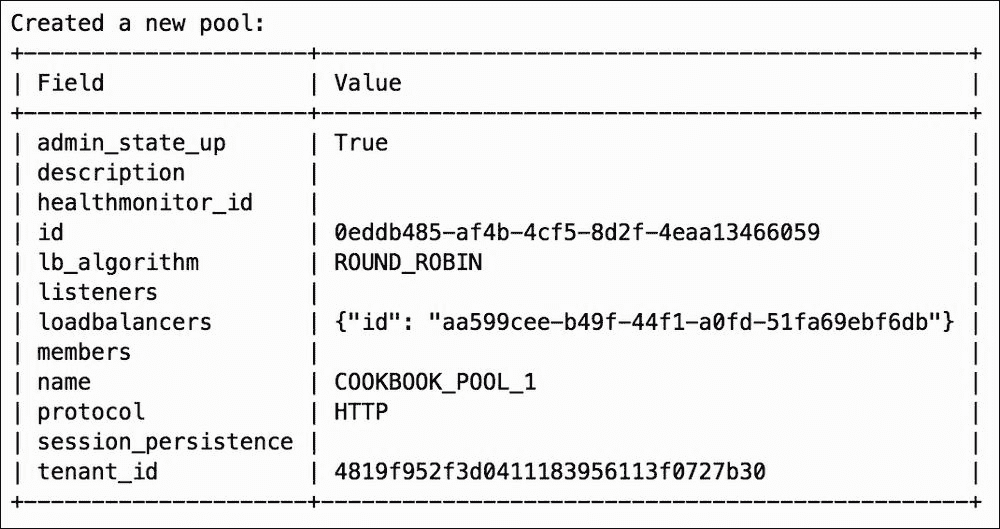 Created a new pool:
+---------------------+-------------------------------------------------+
| Field               | Value                                           |
+---------------------+-------------------------------------------------+
| admin_state_up      | True                                            |
| description         |                                                 |
| healthmonitor_id    |                                                 |
| id                  | 0eddb485-af4b-4cf5-8d2f-4eaa13466059            |
| lb_algorithm        | ROUND_ROBIN                                     |
| listeners           |                                                 |
| loadbalancers       | {"id": "aa599cee-b49f-44f1-a0fd-51fa69ebf6db"}  |
| members             |                                                 |
| name                | COOKBOOK_POOL_1                                 |
| protocol            | HTTP                                            |
| session_persistence |                                                 |
| tenant_id           | 4819f952f3d0411183956113f0727b30                |
+---------------------+-------------------------------------------------+